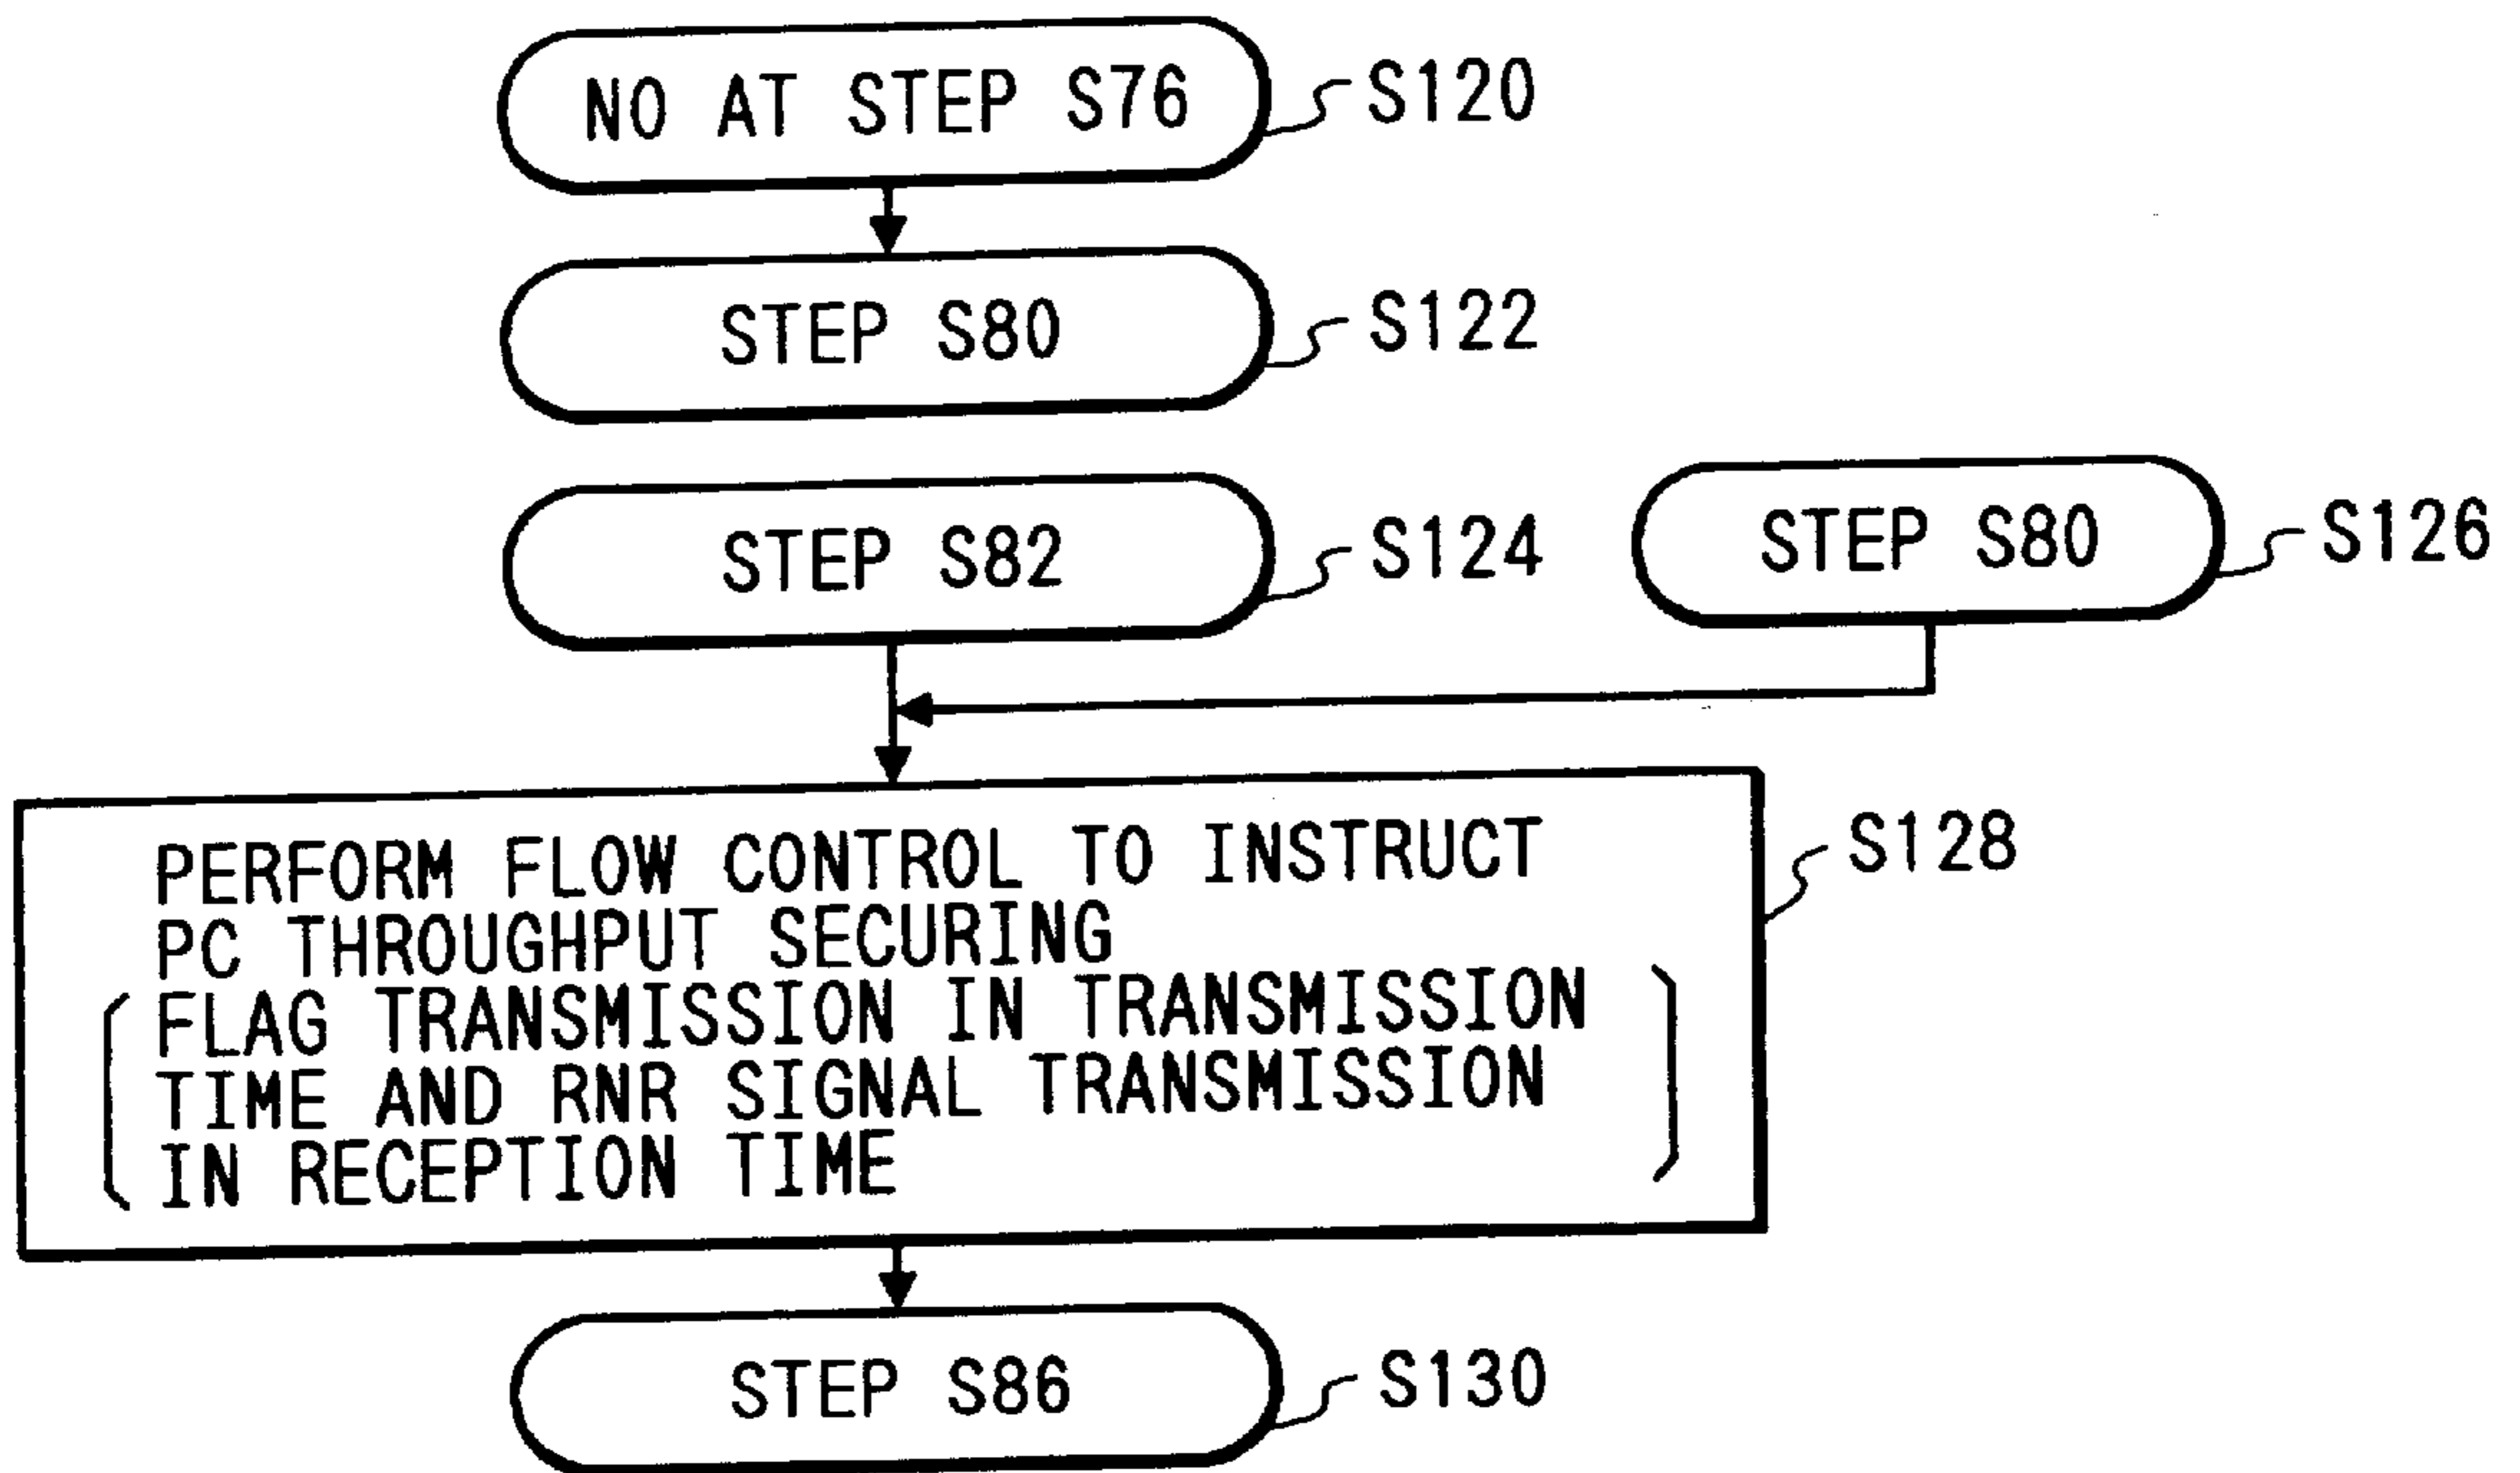 NO AT STEP S76
S120
STEP S80
S122
STEP S82
S124
STEP S80
S126
PERFORM FLOW CONTROL TO INSTRUCT
PC THROUGHPUT SECURING
FLAG TRANSMISSION IN TRANSMISSION
TIME AND RNR SIGNAL TRANSMISSION
IN RECEPTION TIME
S128
STEP S86
S130